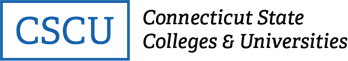 CSCU
Connecticut State
Colleges & Universities